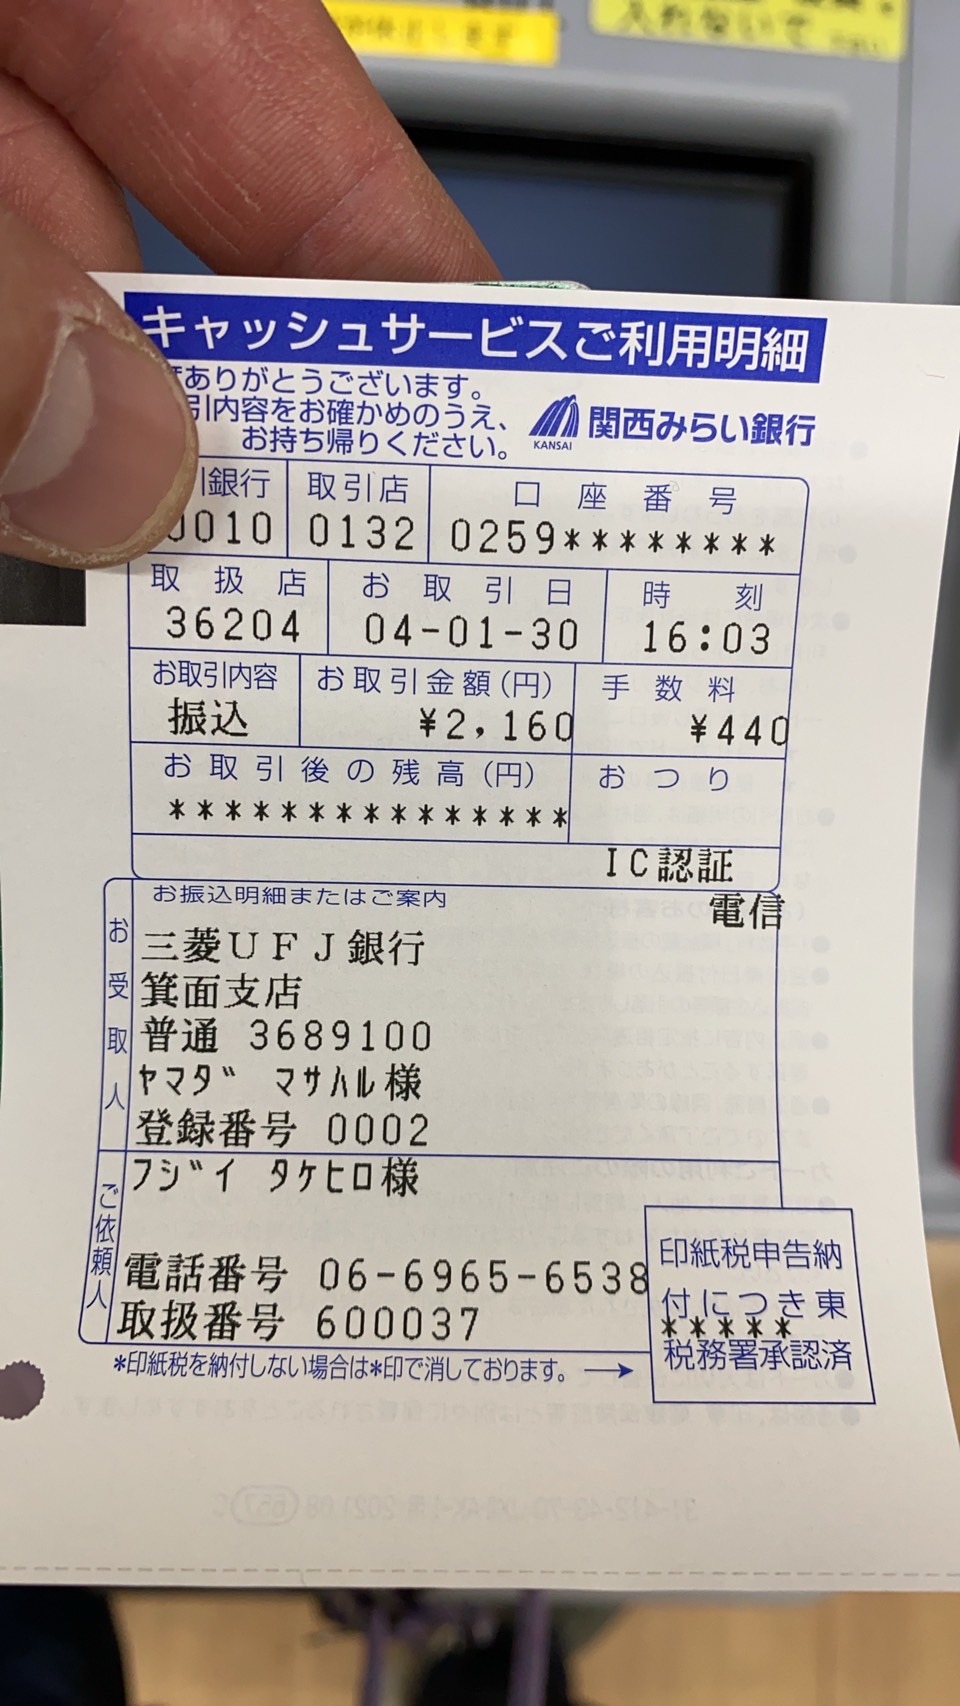 入れないで
キャッシュサービスご利用明細
ありがとうございます。
引内容をお確かめのうえ、
お持ち帰りください。
KANSAI
関西みらい銀行
銀行 取引店 口座番号
0010 0132 0259********
取扱店 お取引日 時刻
36204 04-01-30 16:03
お取引内容 お取引金額(円) 手数料
振込 ¥2,160 ¥440
お取引後の残高(円) おつり
***************
IC認証
お振込明細またはご案内 電信
お受取人
三菱UFJ銀行
箕面支店
普通 3689100
ヤマダ マサハル様
登録番号 0002
ご依頼人
フジイ タケヒロ様
電話番号 06-6965-6538
取扱番号 600037
印紙税申告納
付につき東
*****
税務署承認済
*印紙税を納付しない場合は*印で消しております。 →